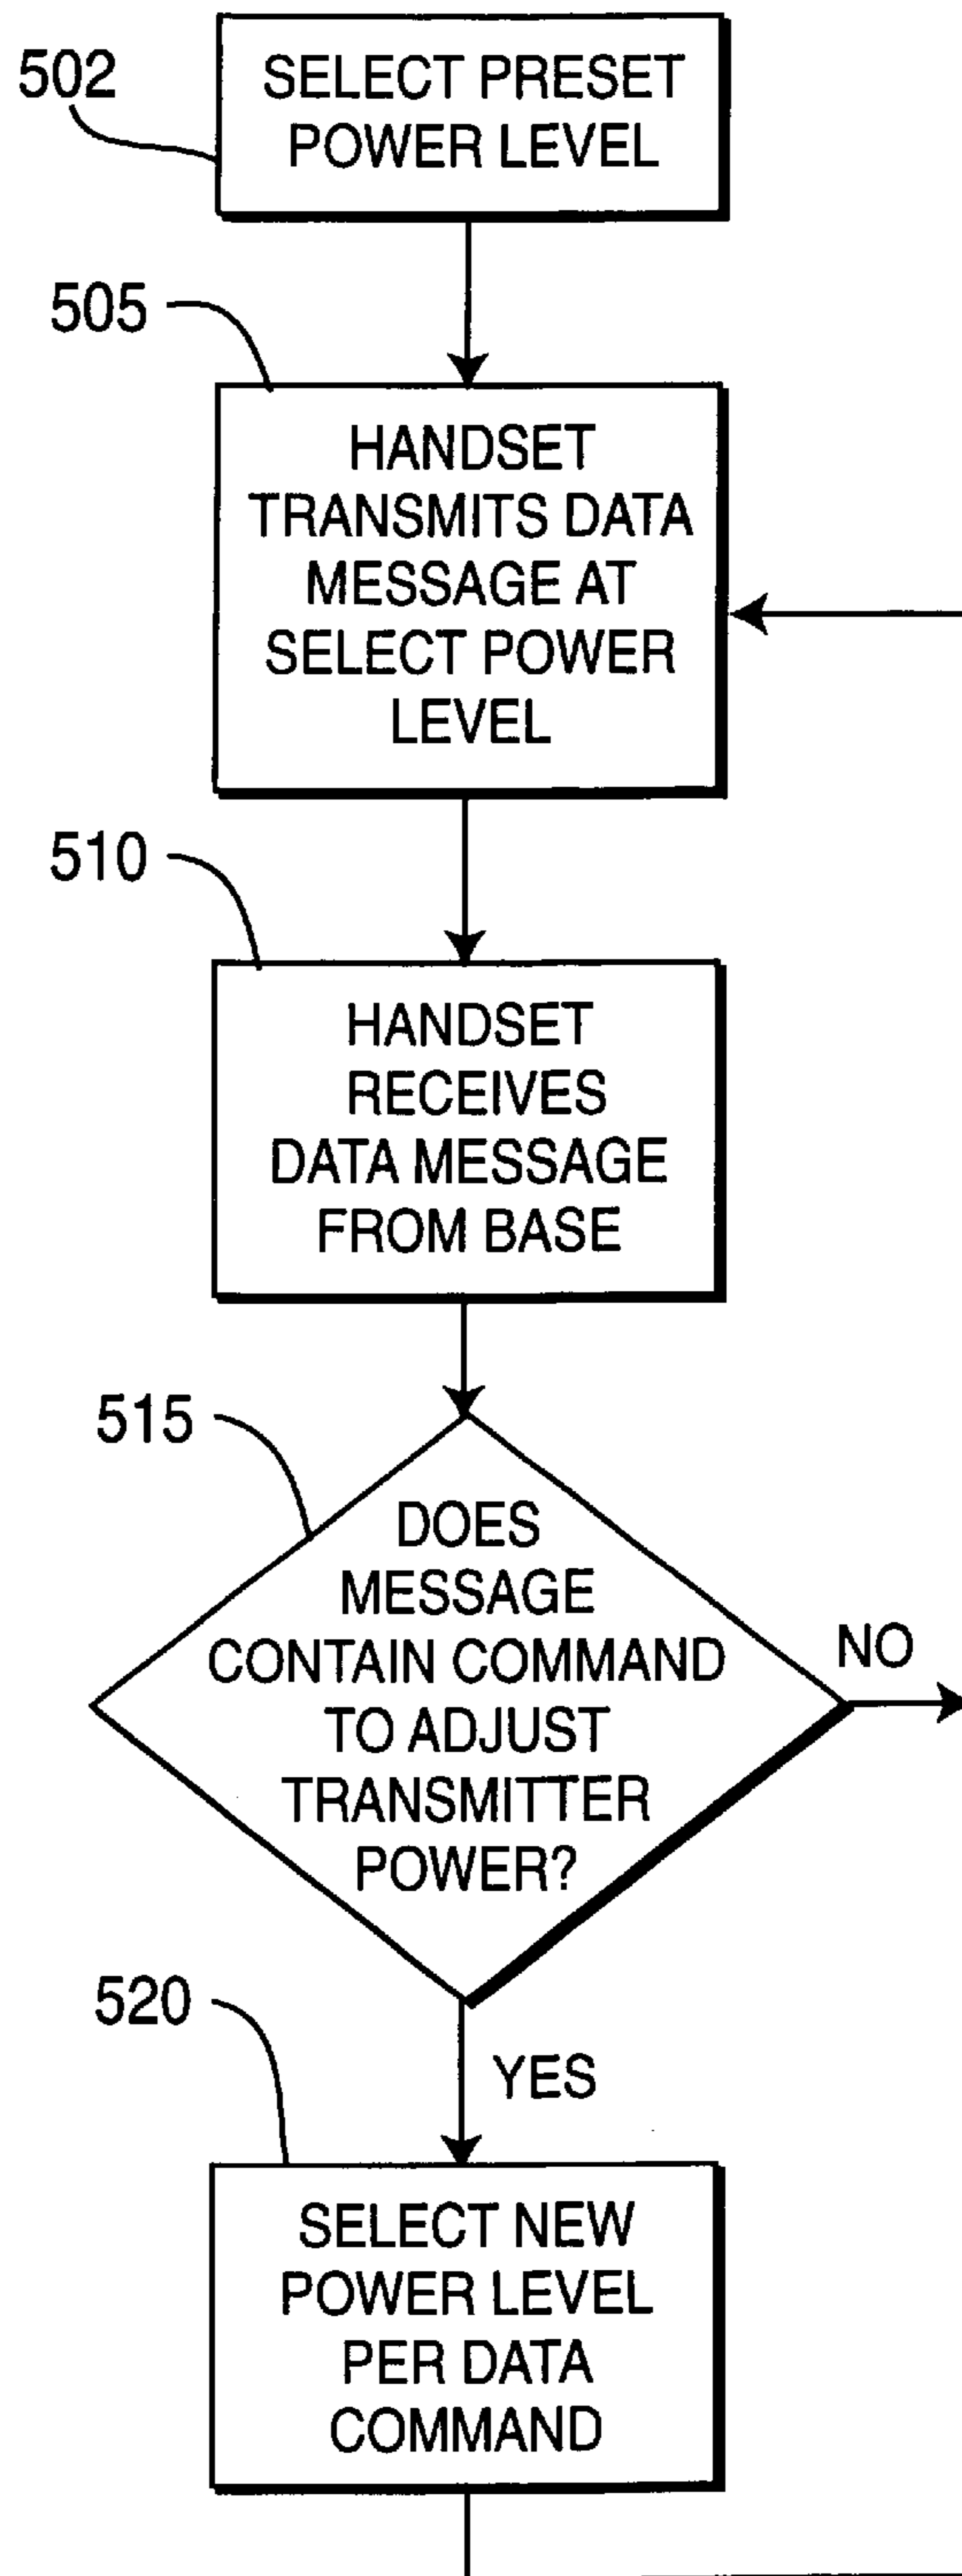 502
SELECT PRESET
POWER LEVEL
505
HANDSET
TRANSMITS DATA
MESSAGE AT
SELECT POWER
LEVEL
510
HANDSET
RECEIVES
DATA MESSAGE
FROM BASE
515
DOES
MESSAGE
CONTAIN COMMAND
TO ADJUST
TRANSMITTER
POWER?
NO
520
YES
SELECT NEW
POWER LEVEL
PER DATA
COMMAND